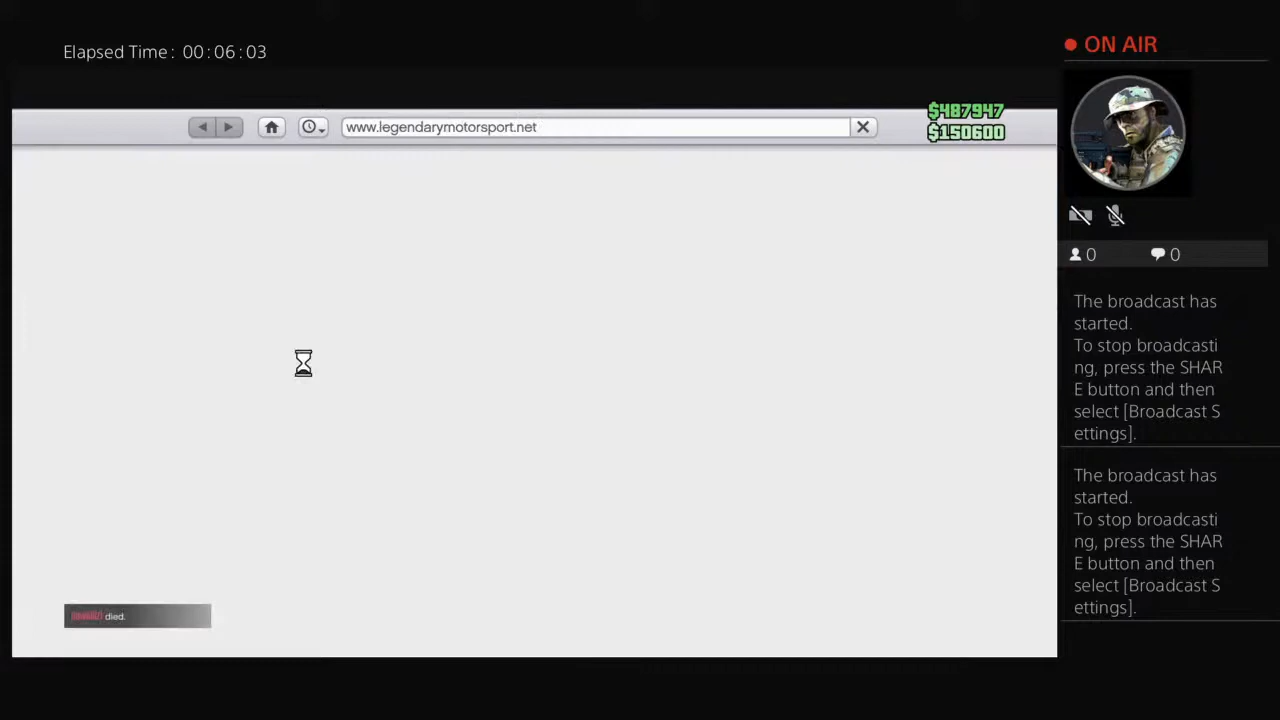 Elapsed Time: 00:06:03
ON AIR
www.legendarymotorsport.net
$487947
$150600
0
0
The broadcast has
started.
To stop broadcasti
ng, press the SHAR
E button and then
select [Broadcast S
ettings].
The broadcast has
started.
To stop broadcasti
ng, press the SHAR
E button and then
select [Broadcast S
ettings].
died.